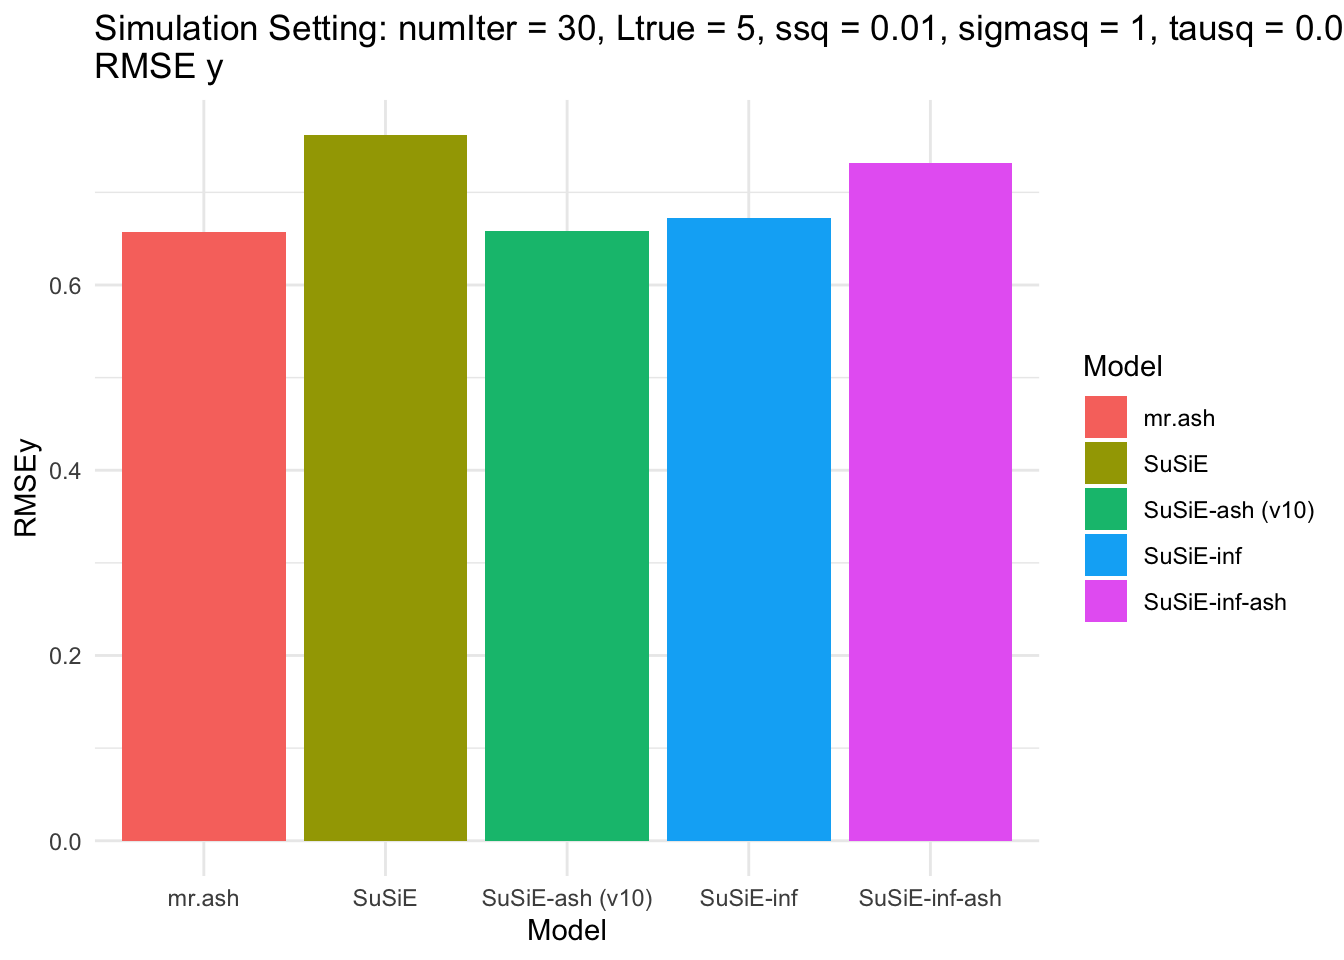 Simulation Setting: numIter = 30, Ltrue = 5, ssq = 0.01, sigmasq = 1, tausq = 0.0
RMSE y
RMSEy
0.6
0.4
0.2
0.0
mr.ash
SuSiE
SuSiE-ash (v10)
SuSiE-inf
SuSiE-inf-ash
Model
Model
mr.ash
SuSiE
SuSiE-ash (v10)
SuSiE-inf
SuSiE-inf-ash